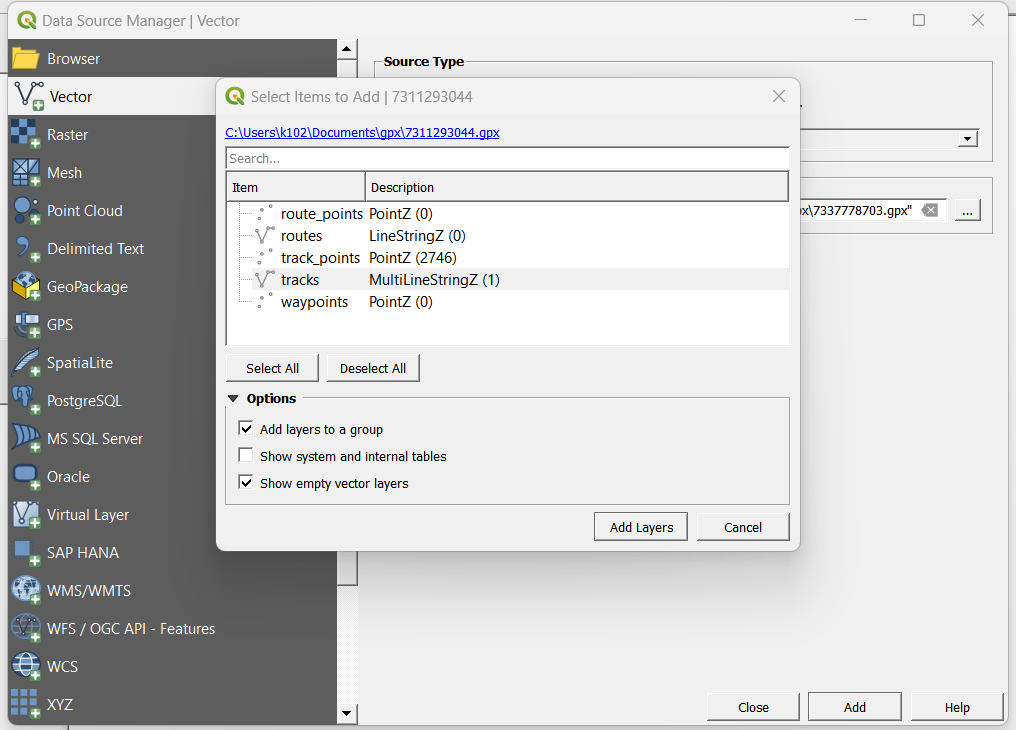 Data Source Manager | Vector
Browser
Vector
Raster
Mesh
Point Cloud
Delimited Text
GeoPackage
GPS
SpatiaLite
PostgreSQL
MS SQL Server
Oracle
Virtual Layer
SAP HANA
WMS/WMTS
WFS / OGC API - Features
WCS
XYZ
Source Type
x\7337778703.gpx"
...
Select Items to Add | 7311293044
C:\Users\k102\Documents\gpx\7311293044.gpx
Search...
Item Description
route_points PointZ (0)
routes LineStringZ (0)
track_points PointZ (2746)
tracks MultiLineStringZ (1)
waypoints PointZ (0)
Select All Deselect All
Options
Add layers to a group
Show system and internal tables
Show empty vector layers
Add Layers Cancel
Close Add Help